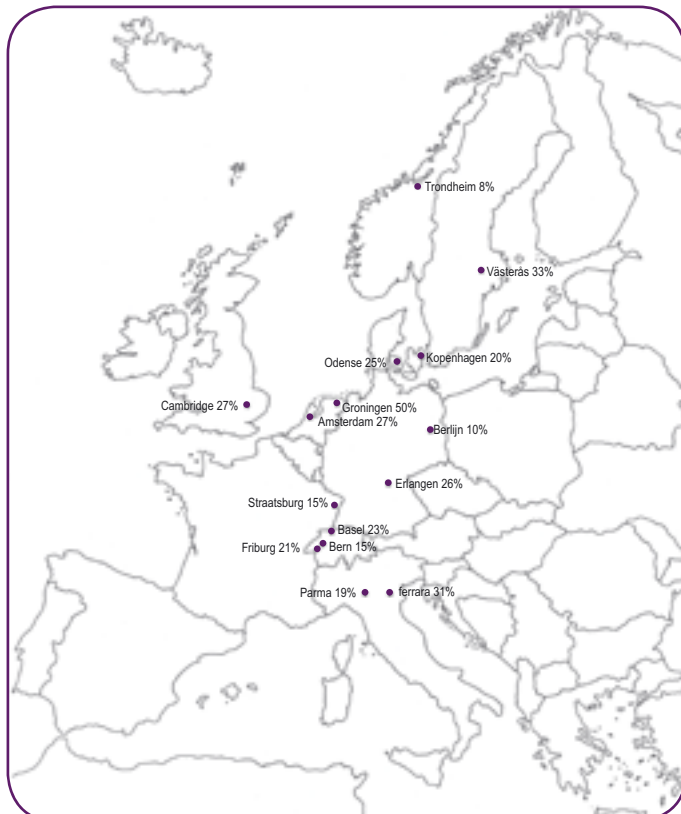 Trondheim 8%
Västeras 33%
Odense 25%
Kopenhagen 20%
Cambridge 27%
Groningen 50%
Amsterdam 27%
Berlijn 10%
Erlangen 26%
Straatsburg 15%
Basel 23%
Friburg 21%
Bern 15%
Parma 19%
ferrara 31%